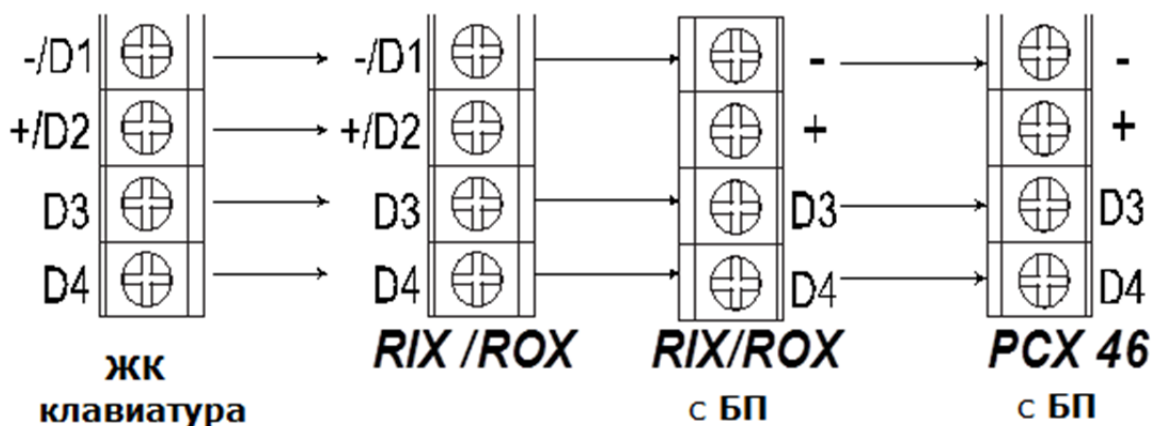 -/D1 -/D1 - -
+/D2 +/D2 + +
D3 D3 D3 D3
D4 D4 D4 D4
RIX /ROX RIX/ROX PCX 46
ЖК
клавиатура с БП с БП